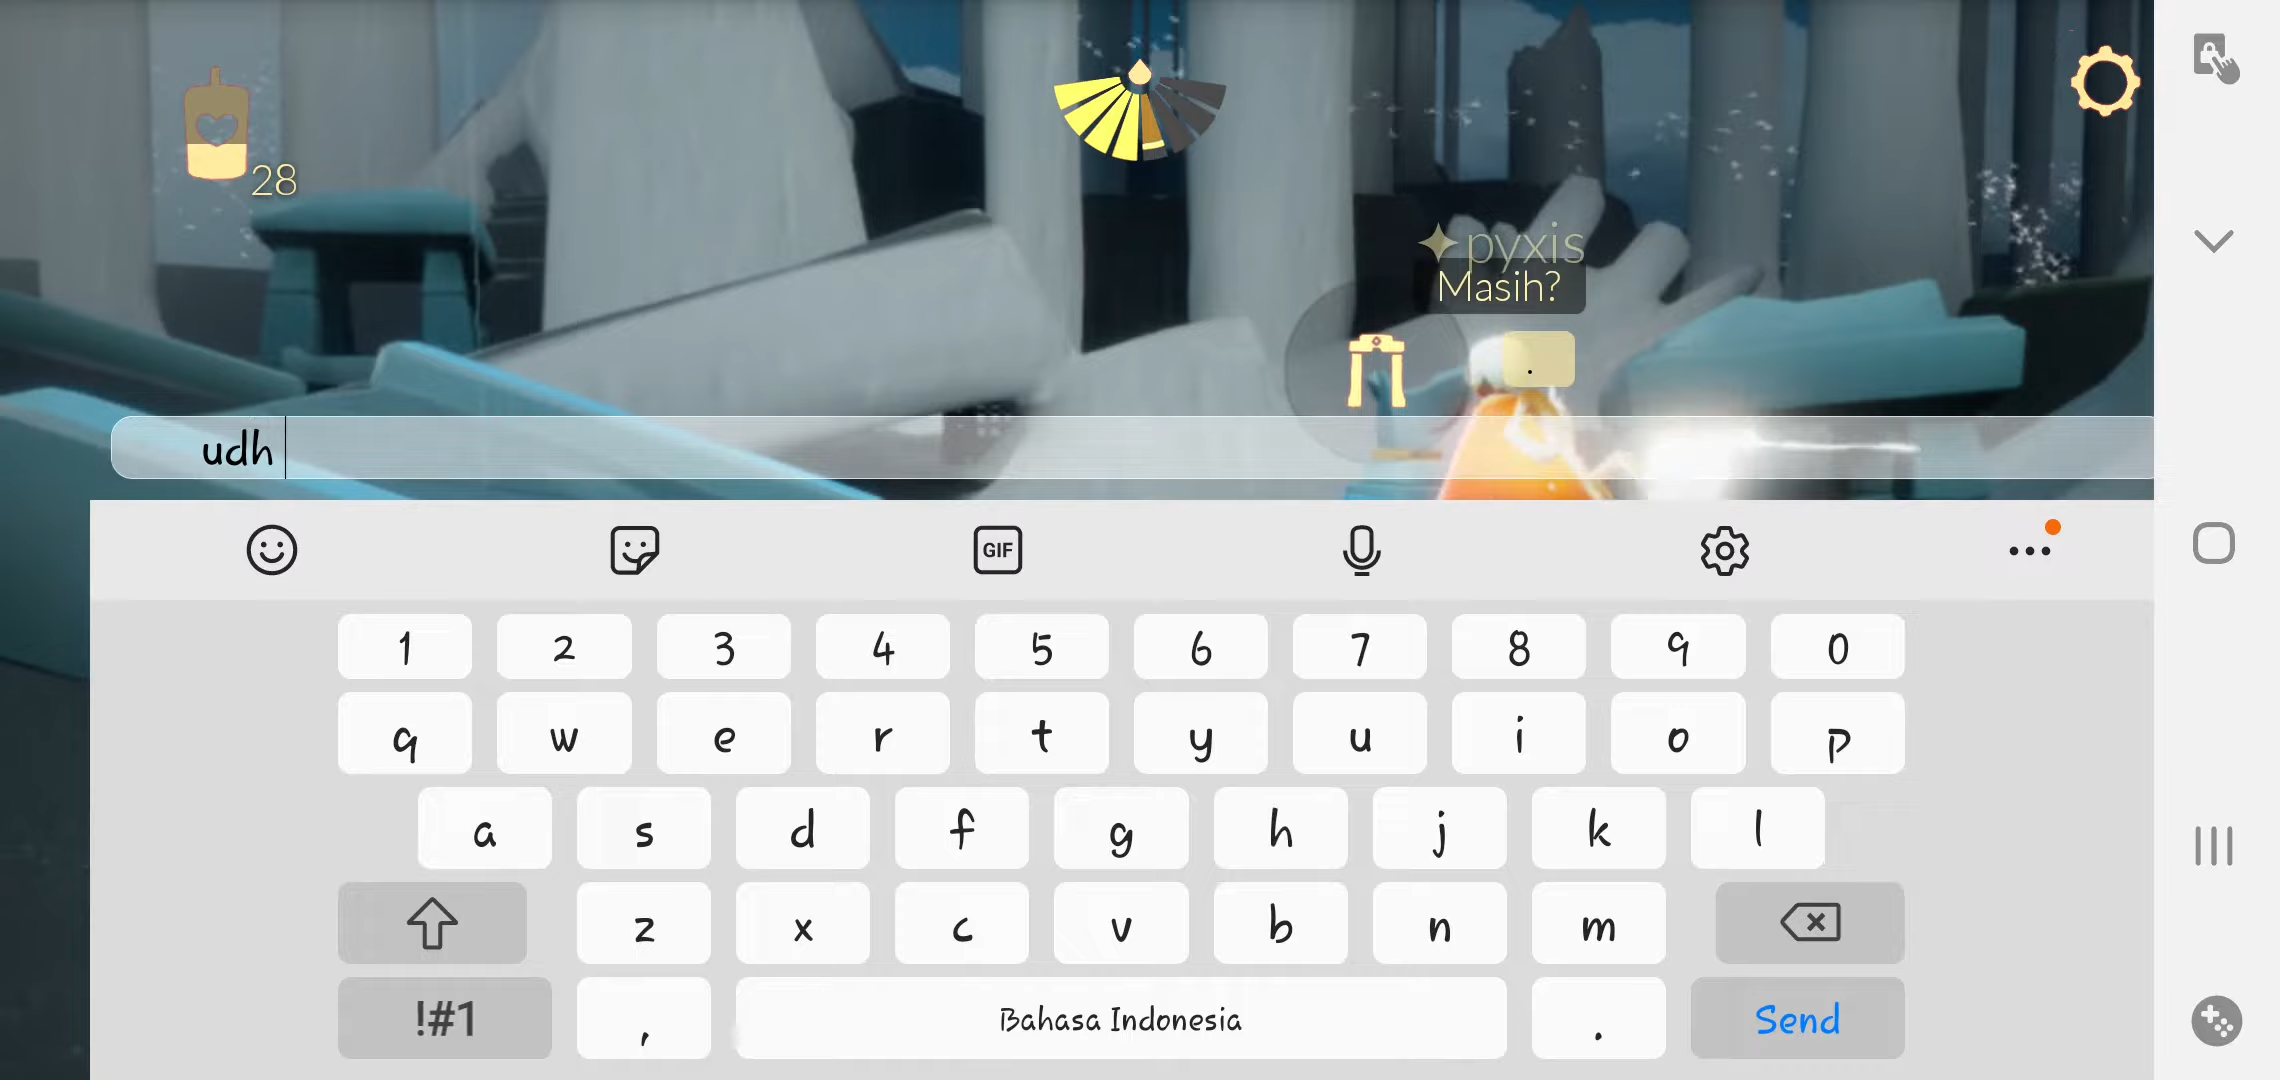 28
pyxis
Masih?
.
udh
GIF
1 2 3 4 5 6 7 8 9 0
q w e r t y u i o p
a s d f g h j k l
z x c v b n m
!#1 , Bahasa Indonesia . Send